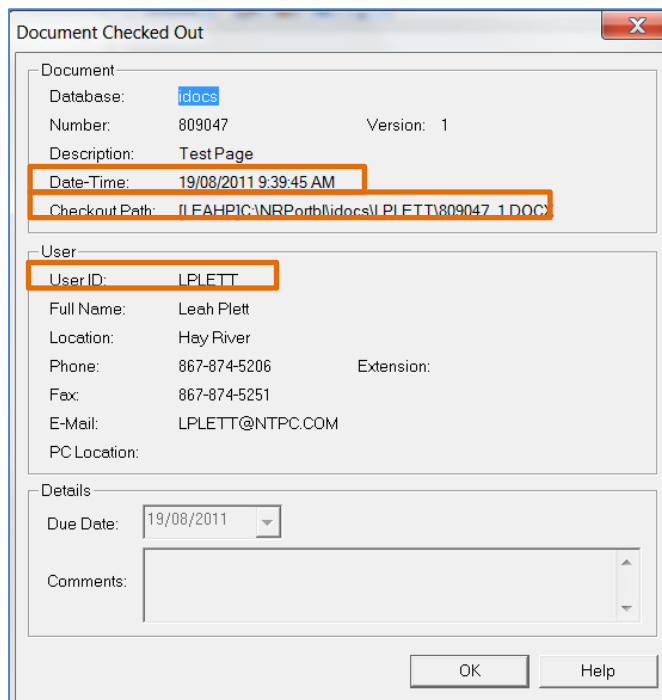 Document Checked Out
X
Document
Database: idocs
Number: 809047 Version: 1
Description: Test Page
Date-Time: 19/08/2011 9:39:45 AM
Checkout Path: [LEAHP]C:\NRPortbl\idocs\LPLETT\809047_1.DOCX
User
User ID: LPLETT
Full Name: Leah Plett
Location: Hay River
Phone: 867-874-5206 Extension:
Fax: 867-874-5251
E-Mail: LPLETT@NTPC.COM
PC Location:
Details
Due Date: 19/08/2011
Comments:
OK Help